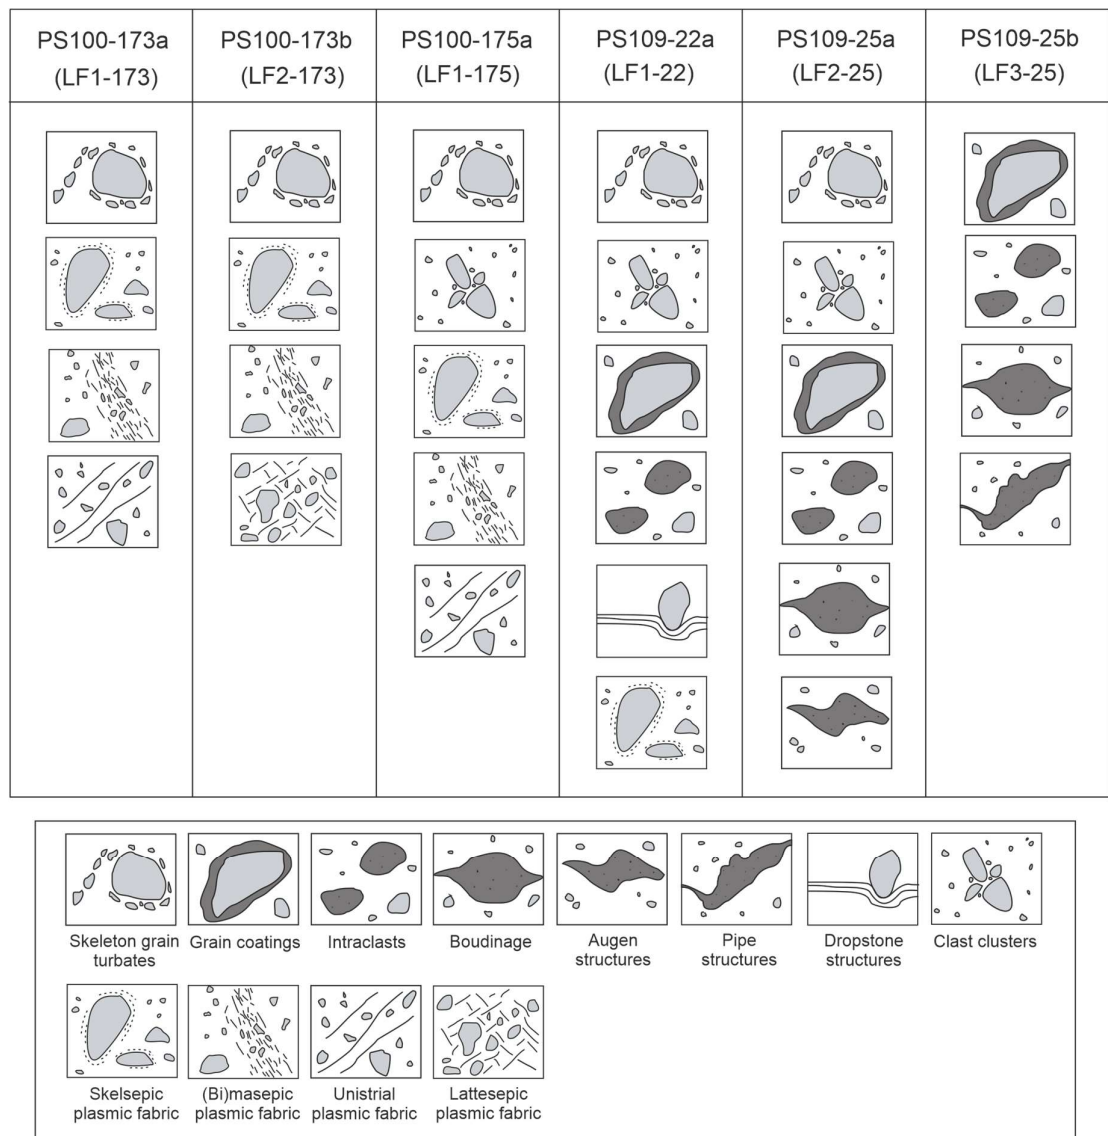 PS100-173a
(LF1-173)
PS100-173b
(LF2-173)
PS100-175a
(LF1-175)
PS109-22a
(LF1-22)
PS109-25a
(LF2-25)
PS109-25b
(LF3-25)
Skeleton grain
turbates
Grain coatings
Intraclasts
Boudinage
Augen
structures
Pipe
structures
Dropstone
structures
Clast clusters
Skelsepic
plasmic fabric
(Bi)masepic
plasmic fabric
Unistrial
plasmic fabric
Lattesepic
plasmic fabric